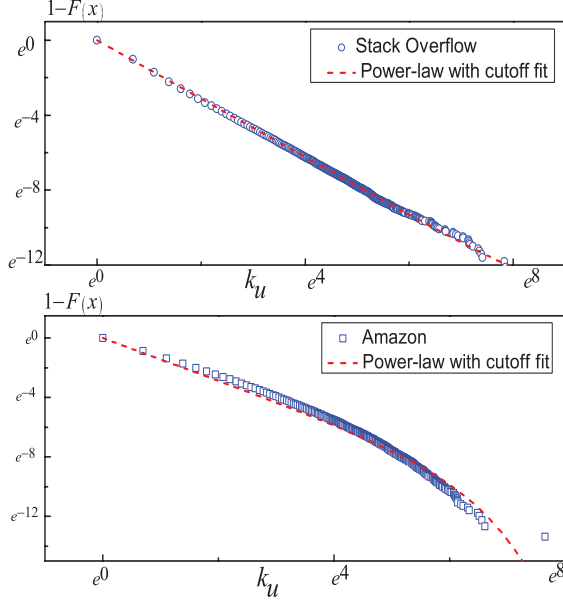 1−F(x)
e0
Stack Overflow
Power-law with cutoff fit
e−4
e−8
e−12
e0
ku
e4
e8
1−F(x)
e0
Amazon
Power-law with cutoff fit
e−4
e−8
e−12
e0
ku
e4
e8